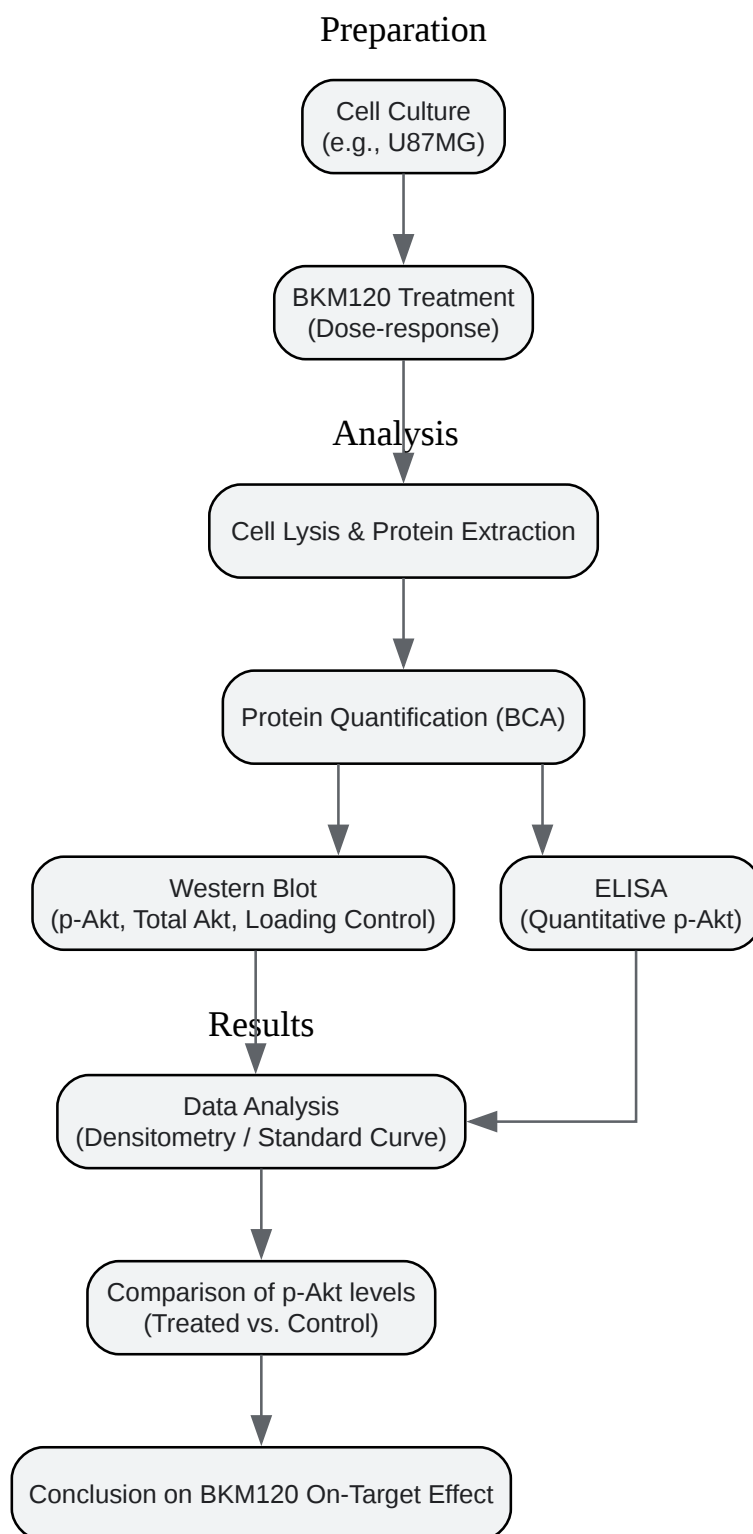 Preparation
Cell Culture
(e.g., U87MG)
BKM120 Treatment
(Dose-response)
Analysis
Cell Lysis & Protein Extraction
Protein Quantification (BCA)
Western Blot
(p-Akt, Total Akt, Loading Control)
ELISA
(Quantitative p-Akt)
Results
Data Analysis
(Densitometry / Standard Curve)
Comparison of p-Akt levels
(Treated vs. Control)
Conclusion on BKM120 On-Target Effect